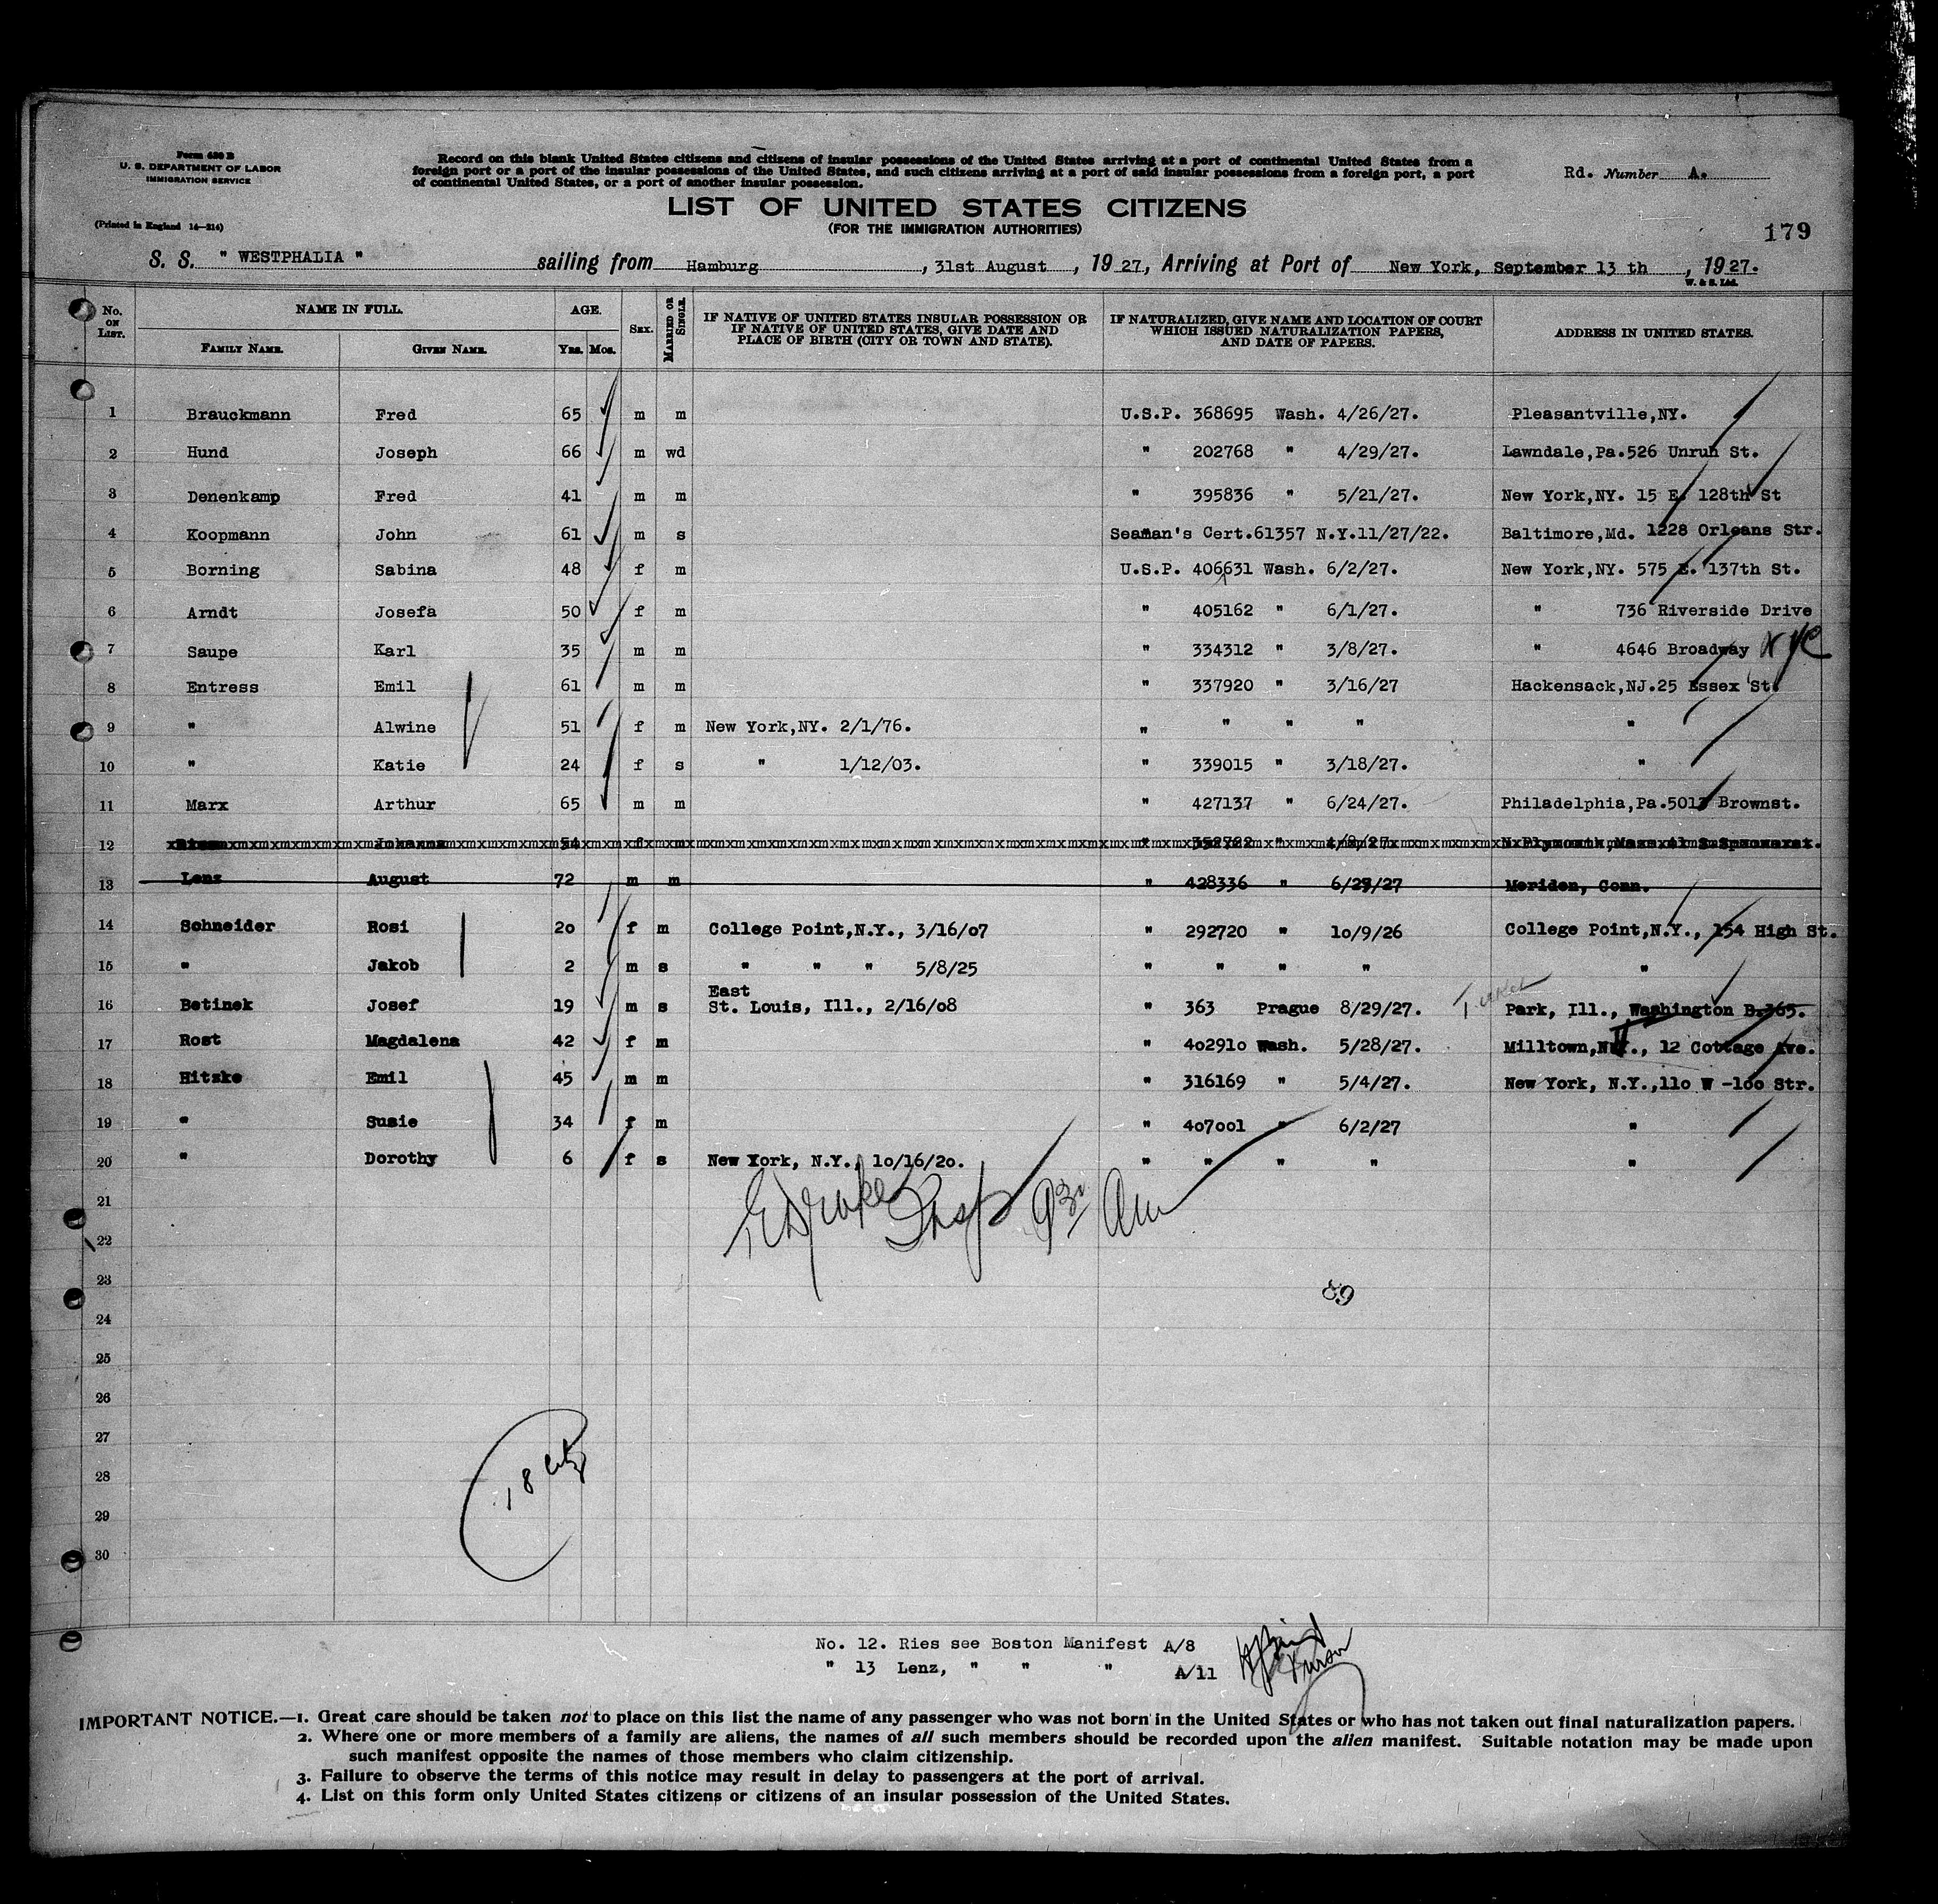 Form 630 B
U. S. DEPARTMENT OF LABOR
IMMIGRATION SERVICE
(Printed in England 14—214)
Record on this blank United States citizens and citizens of insular possessions of the United States arriving at a port of continental United States from a
foreign port or a port of the insular possessions of the United States, and such citizens arriving at a port of said insular possessions from a foreign port, a port
of continental United States, or a port of another insular possession.
Rd. Number A.
LIST OF UNITED STATES CITIZENS
(FOR THE IMMIGRATION AUTHORITIES)
179
S. S. " WESTPHALIA " sailing from Hamburg, 31st August, 1927, Arriving at Port of New York, September 13 th, 1927.
W. & S. Ltd.
No. ON LIST. NAME IN FULL. FAMILY NAME. GIVEN NAME. AGE. YRS. MOS. SEX. MARRIED OR SINGLE. IF NATIVE OF UNITED STATES INSULAR POSSESSION OR IF NATIVE OF UNITED STATES, GIVE DATE AND PLACE OF BIRTH (CITY OR TOWN AND STATE). IF NATURALIZED, GIVE NAME AND LOCATION OF COURT WHICH ISSUED NATURALIZATION PAPERS, AND DATE OF PAPERS. ADDRESS IN UNITED STATES.
1 Brauckmann Fred 65 m m U.S.P. 368695 Wash. 4/26/27. Pleasantville,NY.
2 Hund Joseph 66 m wd " 202768 " 4/29/27. Lawndale,Pa.526 Unruh St.
3 Denenkamp Fred 41 m m " 395836 " 5/21/27. New York,NY. 15 E. 128th St
4 Koopmann John 61 m s Seaman's Cert.61357 N.Y.11/27/22. Baltimore,Md. 1228 Orleans Str.
5 Borning Sabina 48 f m U.S.P. 406631 Wash. 6/2/27. New York,NY. 575 E. 137th St.
6 Arndt Josefa 50 f m " 405162 " 6/1/27. " 736 Riverside Drive
7 Saupe Karl 35 m m " 334312 " 3/8/27. " 4646 Broadway NYC
8 Entress Emil 61 m m " 337920 " 3/16/27 Hackensack,NJ.25 Essex St.
9 " Alwine 51 f m New York,NY. 2/1/76. " " " " "
10 " Katie 24 f s " 1/12/03. " 339015 " 3/18/27. "
11 Marx Arthur 65 m m " 427137 " 6/24/27. Philadelphia,Pa.5013 Brownst.
12 Johanna 54 f m " 352722 " 4/8/27. N.Plymouth,Mass.
13 Lenz August 72 m m " 428336 " 6/27/27 Meriden, Conn.
14 Schneider Rosi 20 f m College Point,N.Y., 3/16/07 " 292720 " 10/9/26 College Point,N.Y., 154 High St.
15 " Jakob 2 m s " " " 5/8/25 " " " " "
16 Betinek Josef 19 m s East St. Louis, Ill., 2/16/08 " 363 Prague 8/29/27. Park, Ill., Washington B.365.
17 Rost Magdalena 42 f m " 402910 Wash. 5/28/27. Milltown,N.J., 12 Cottage Ave.
18 Hitzke Emil 45 m m " 316169 " 5/4/27. New York, N.Y.,110 W -100 Str.
19 " Susie 34 f m " 407001 " 6/2/27 "
20 " Dorothy 6 f s New York, N.Y., 10/16/20. " " " " "
21
22
23
24
25
26
27
28
29
30
89
No. 12. Ries see Boston Manifest A/8
" 13 Lenz, " " " A/11
Purser
IMPORTANT NOTICE.—1. Great care should be taken not to place on this list the name of any passenger who was not born in the United States or who has not taken out final naturalization papers.
2. Where one or more members of a family are aliens, the names of all such members should be recorded upon the alien manifest. Suitable notation may be made upon
such manifest opposite the names of those members who claim citizenship.
3. Failure to observe the terms of this notice may result in delay to passengers at the port of arrival.
4. List on this form only United States citizens or citizens of an insular possession of the United States.